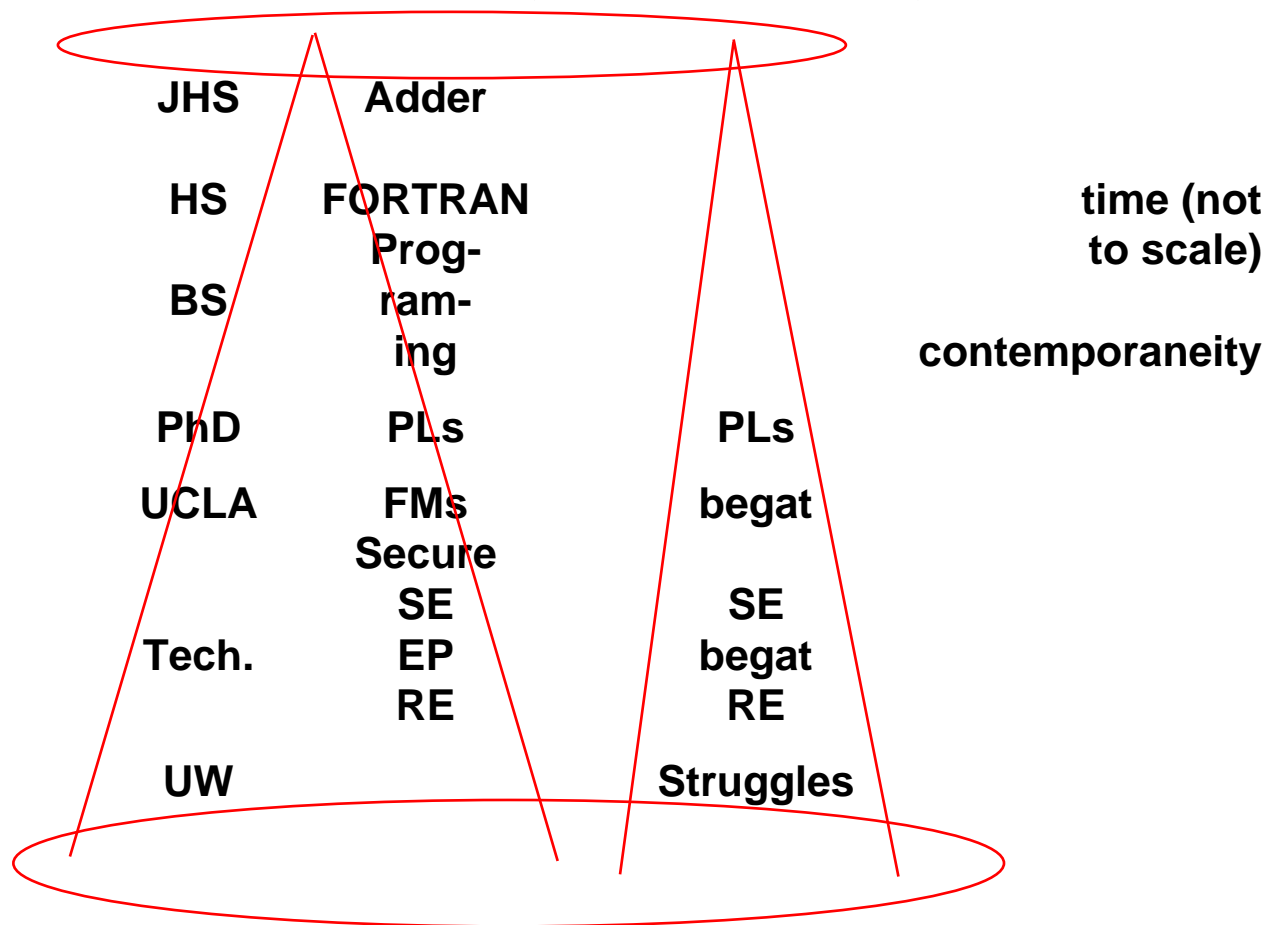 JHS Adder
HS FORTRAN time (not
Prog- to scale)
BS ram-
ing contemporaneity
PhD PLs PLs
UCLA FMs begat
Secure
SE SE
Tech. EP begat
RE RE
UW Struggles